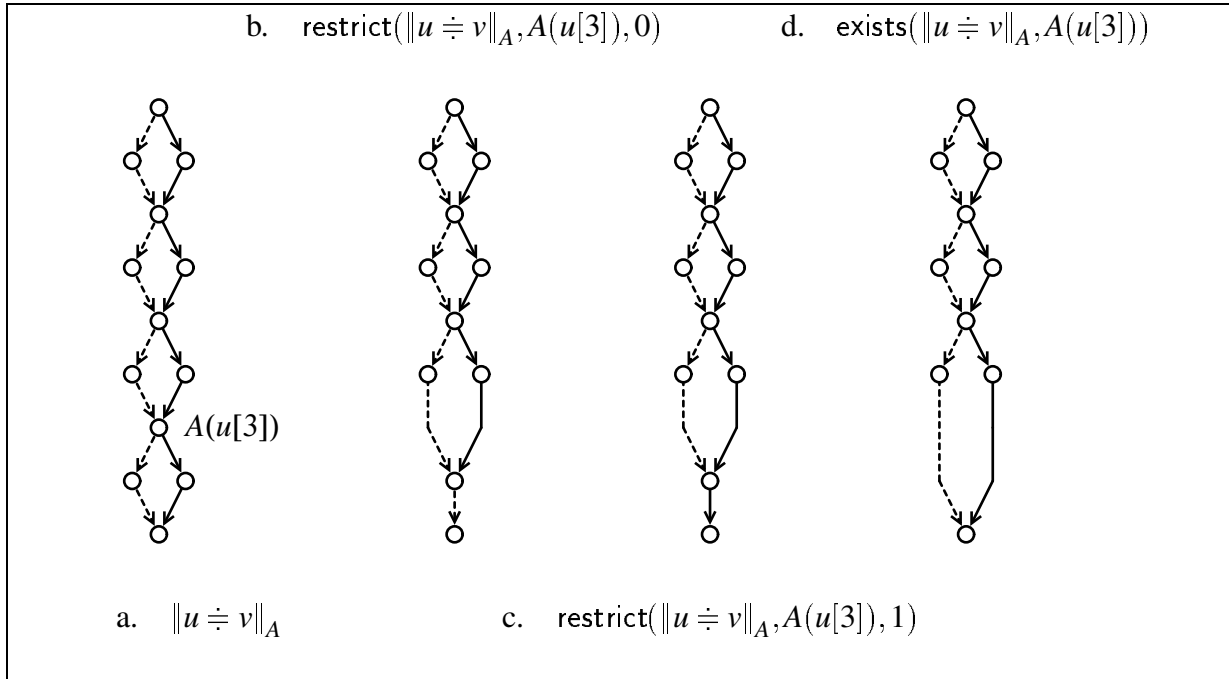 b. restrict(‖u ≑ v‖_A, A(u[3]), 0) d. exists(‖u ≑ v‖_A, A(u[3]))
A(u[3])
a. ‖u ≑ v‖_A c. restrict(‖u ≑ v‖_A, A(u[3]), 1)